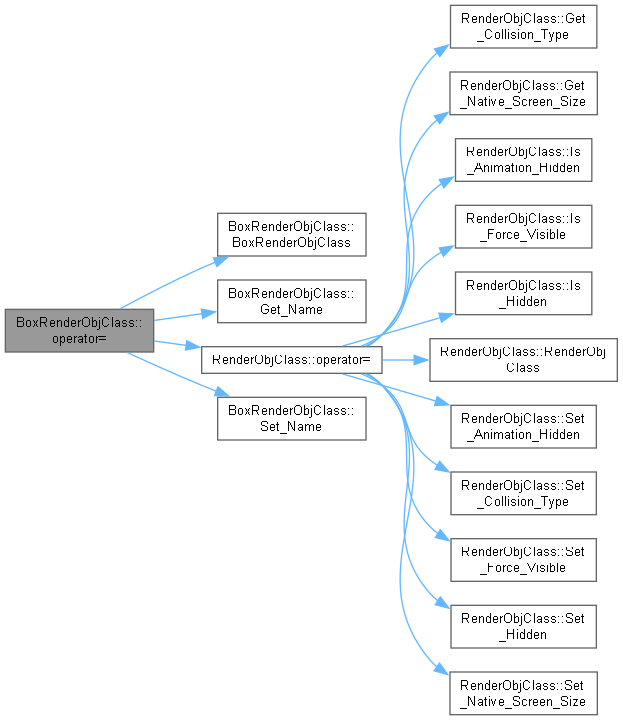 BoxRenderObjClass::
operator=
BoxRenderObjClass::
BoxRenderObjClass
BoxRenderObjClass::
Get_Name
RenderObjClass::operator=
BoxRenderObjClass::
Set_Name
RenderObjClass::Get
_Collision_Type
RenderObjClass::Get
_Native_Screen_Size
RenderObjClass::Is
_Animation_Hidden
RenderObjClass::Is
_Force_Visible
RenderObjClass::Is
_Hidden
RenderObjClass::RenderObj
Class
RenderObjClass::Set
_Animation_Hidden
RenderObjClass::Set
_Collision_Type
RenderObjClass::Set
_Force_Visible
RenderObjClass::Set
_Hidden
RenderObjClass::Set
_Native_Screen_Size